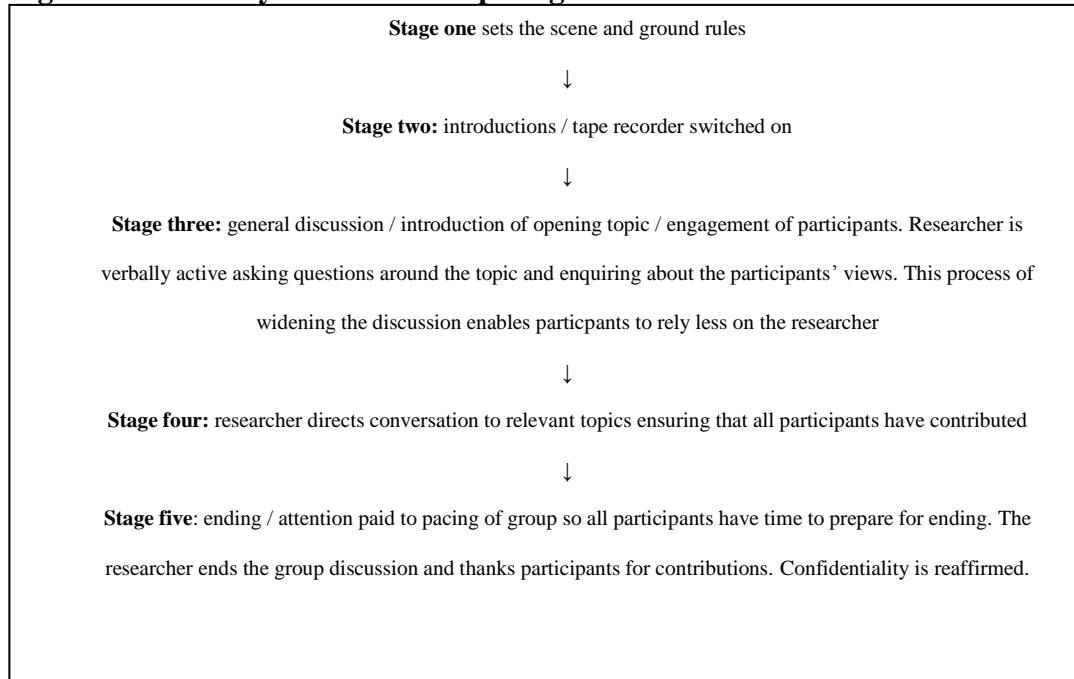 Stage one sets the scene and ground rules
↓
Stage two: introductions / tape recorder switched on
↓
Stage three: general discussion / introduction of opening topic / engagement of participants. Researcher is
verbally active asking questions around the topic and enquiring about the participants’ views. This process of
widening the discussion enables particpants to rely less on the researcher
↓
Stage four: researcher directs conversation to relevant topics ensuring that all participants have contributed
↓
Stage five: ending / attention paid to pacing of group so all participants have time to prepare for ending. The
researcher ends the group discussion and thanks participants for contributions. Confidentiality is reaffirmed.